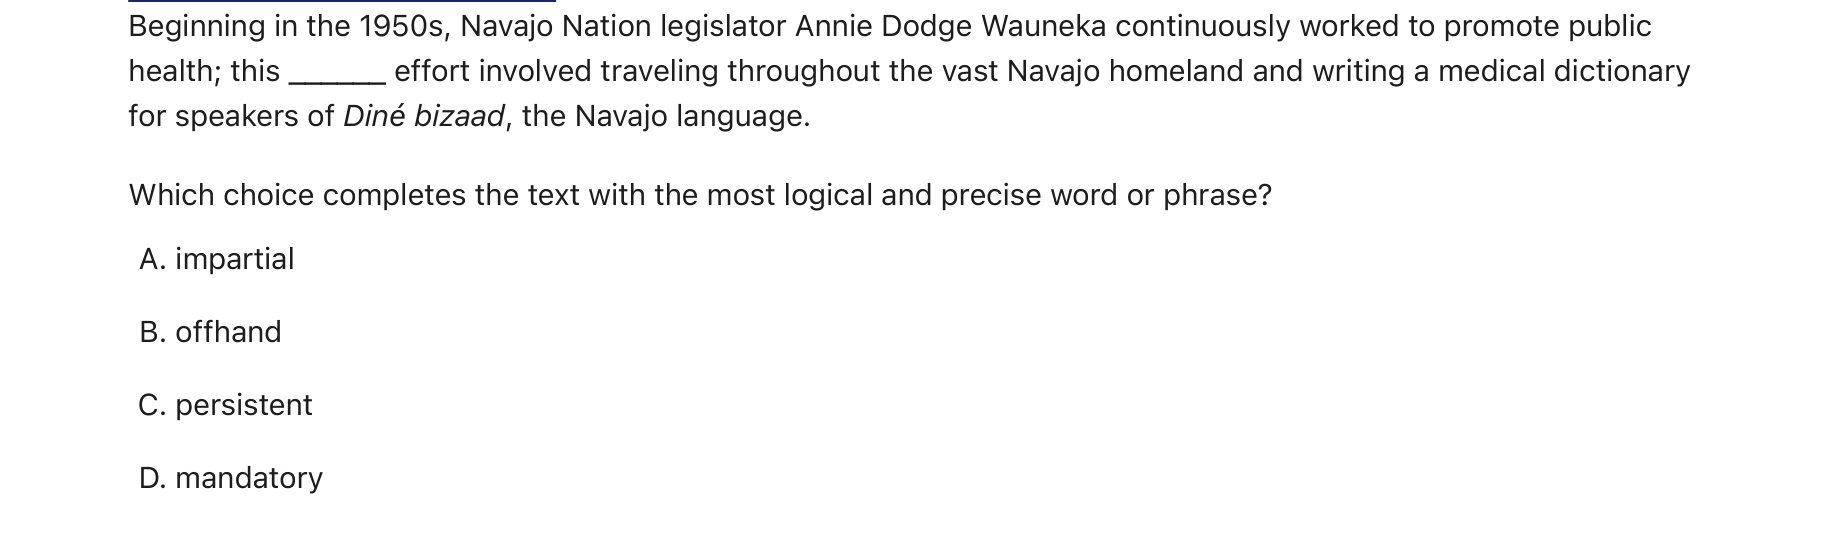 Beginning in the 1950s, Navajo Nation legislator Annie Dodge Wauneka continuously worked to promote public
health; this ______ effort involved traveling throughout the vast Navajo homeland and writing a medical dictionary
for speakers of Diné bizaad, the Navajo language.
Which choice completes the text with the most logical and precise word or phrase?
A. impartial
B. offhand
C. persistent
D. mandatory